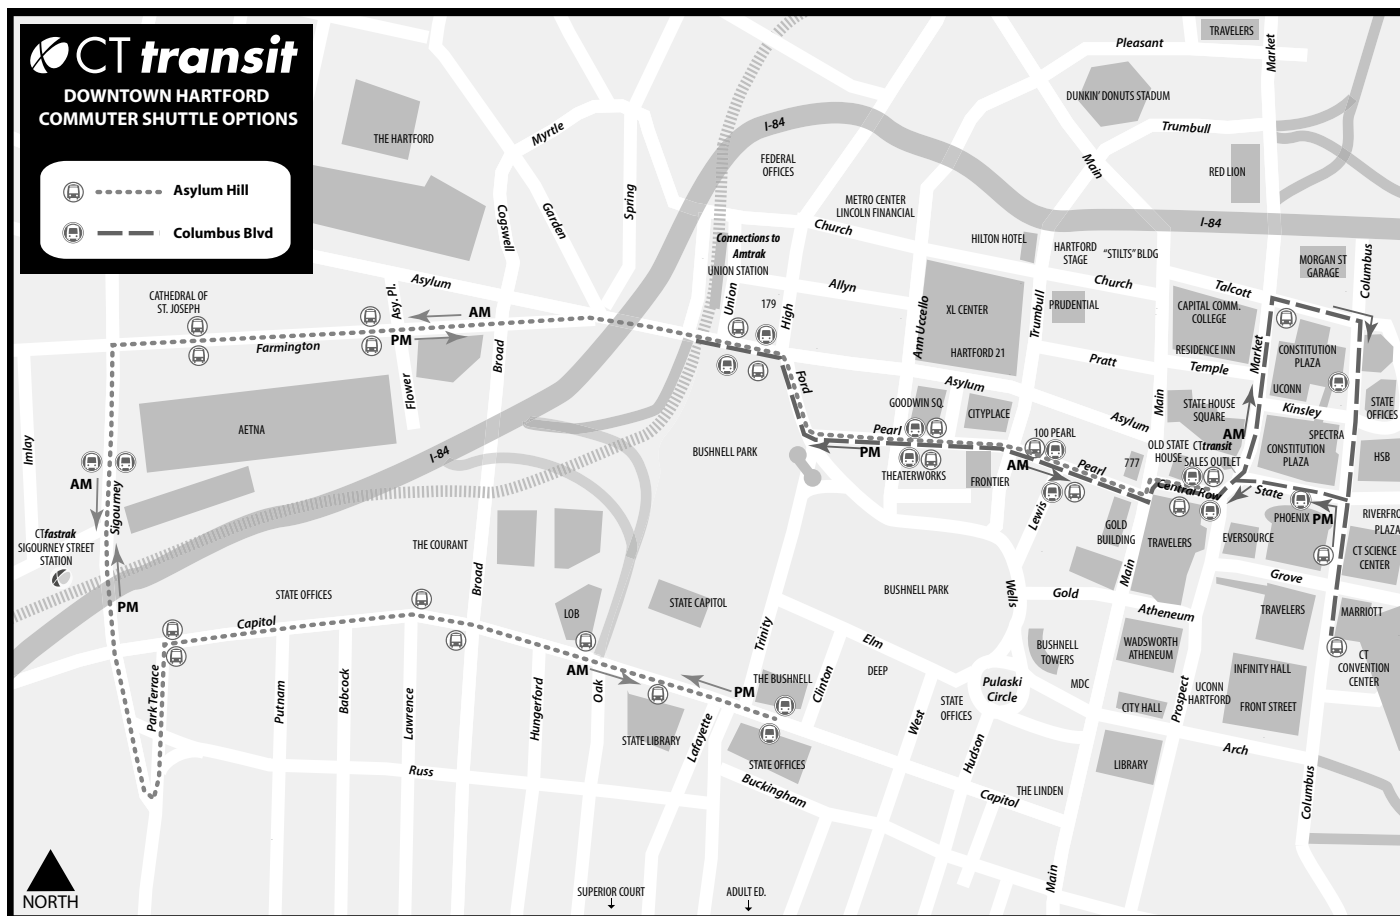 CT transit
DOWNTOWN HARTFORD
COMMUTER SHUTTLE OPTIONS
Asylum Hill
Columbus Blvd
TRAVELERS
Market
Pleasant
DUNKIN' DONUTS STADUM
THE HARTFORD
Myrtle
I-84
Trumbull
FEDERAL
OFFICES
Main
RED LION
Spring
Garden
Cogswell
METRO CENTER
LINCOLN FINANCIAL
Church
I-84
Connections to
Amtrak
UNION STATION
HILTON HOTEL
HARTFORD
STAGE
"STILTS" BLDG
MORGAN ST
GARAGE
Columbus
Asylum
Asy. Pl.
Allyn
Church
Talcott
CATHEDRAL OF
ST. JOSEPH
Union
179
High
Ann Uccello
XL CENTER
Trumbull
PRUDENTIAL
CAPITAL COMM.
COLLEGE
AM
PM
Farmington
Broad
HARTFORD 21
Pratt
RESIDENCE INN
Temple
Market
CONSTITUTION
PLAZA
Flower
Ford
Asylum
UCONN
GOODWIN SQ.
CITYPLACE
Main
STATE HOUSE
SQUARE
Kinsley
STATE
OFFICES
AETNA
Asylum
Pearl
100 PEARL
AM
SPECTRA
Imlay
I-84
BUSHNELL PARK
PM
OLD STATE
HOUSE
CTtransit
SALES OUTLET
CONSTITUTION
PLAZA
HSB
AM
THEATERWORKS
FRONTIER
AM
Pearl
777
Central Row
State
Sigourney
Lewis
PHOENIX
PM
RIVERFRO
PLAZA
CTfastrak
SIGOURNEY STREET
STATION
THE COURANT
GOLD
BUILDING
TRAVELERS
EVERSOURCE
CT SCIENCE
CENTER
Broad
Main
Grove
PM
STATE OFFICES
BUSHNELL PARK
Wells
Gold
Capitol
LOB
STATE CAPITOL
Atheneum
TRAVELERS
MARRIOTT
Trinity
Elm
BUSHNELL
TOWERS
WADSWORTH
ATHENEUM
CT
CONVENTION
CENTER
AM
PM
THE BUSHNELL
DEEP
INFINITY HALL
Park Terrace
Putnam
Babcock
Lawrence
Hungerford
Oak
Clinton
Pulaski
Circle
MDC
Prospect
UCONN
HARTFORD
STATE
OFFICES
CITY HALL
FRONT STREET
STATE LIBRARY
Lafayette
West
Hudson
Arch
STATE OFFICES
LIBRARY
Russ
Buckingham
Capitol
THE LINDEN
Columbus
Main
NORTH
SUPERIOR COURT
ADULT ED.